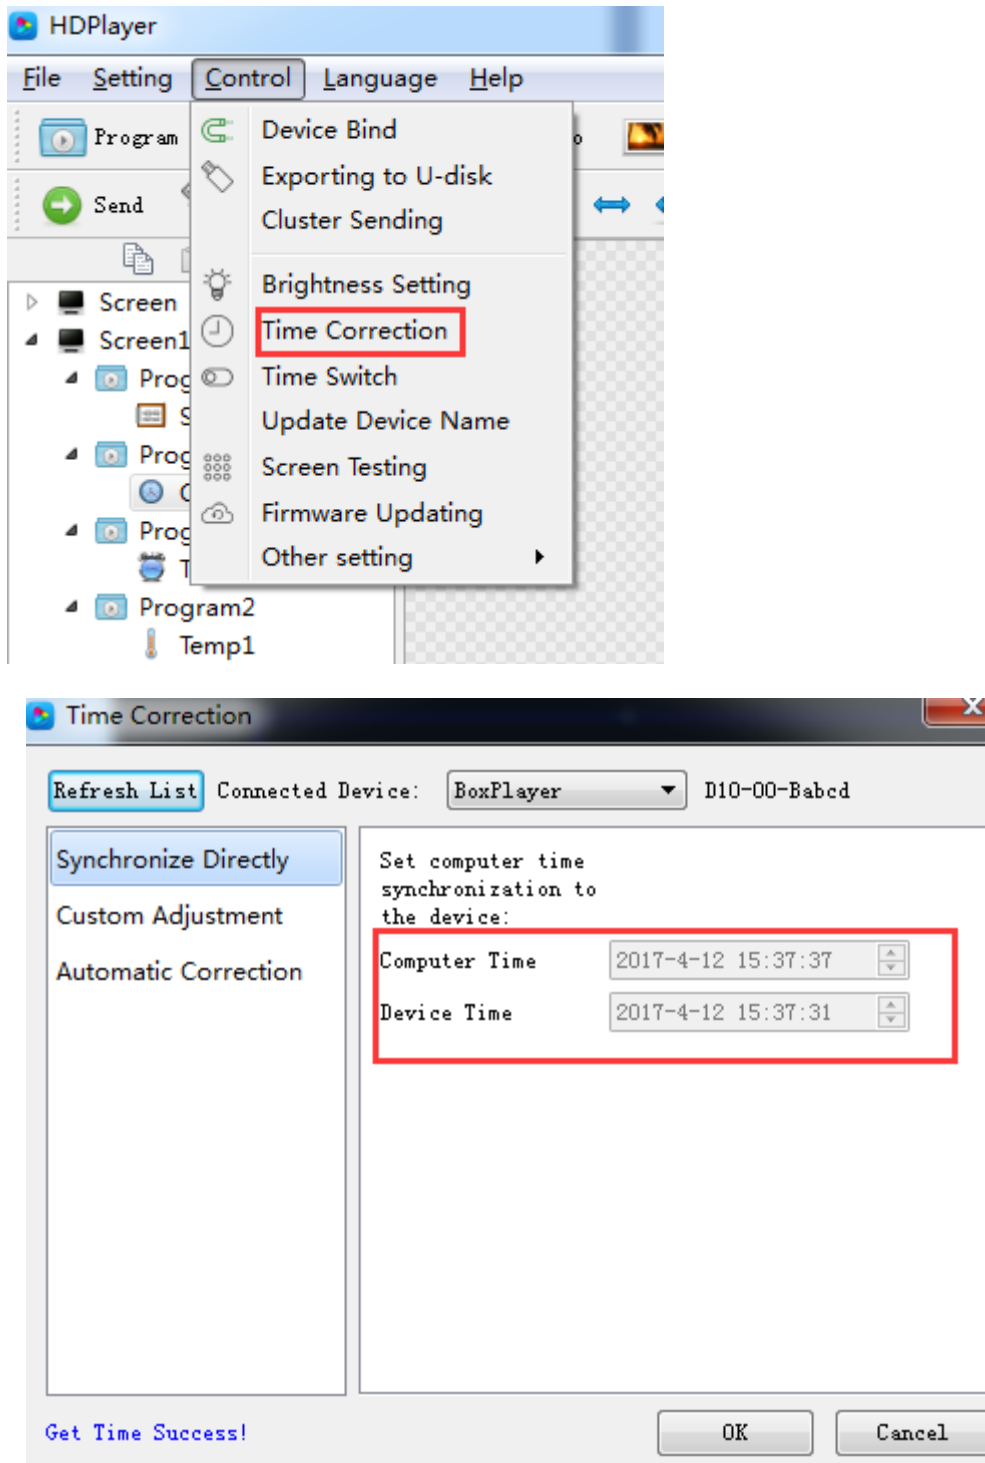 HDPlayer
File Setting Control Language Help
Program
Device Bind
Exporting to U-disk
Send
Cluster Sending
Brightness Setting
Screen
Time Correction
Screen1
Time Switch
Update Device Name
Screen Testing
Firmware Updating
Other setting
Program2
Temp1
Time Correction
Refresh List Connected Device: BoxPlayer D10-00-Babcd
Synchronize Directly
Custom Adjustment
Automatic Correction
Set computer time
synchronization to
the device:
Computer Time 2017-4-12 15:37:37
Device Time 2017-4-12 15:37:31
Get Time Success!
OK Cancel